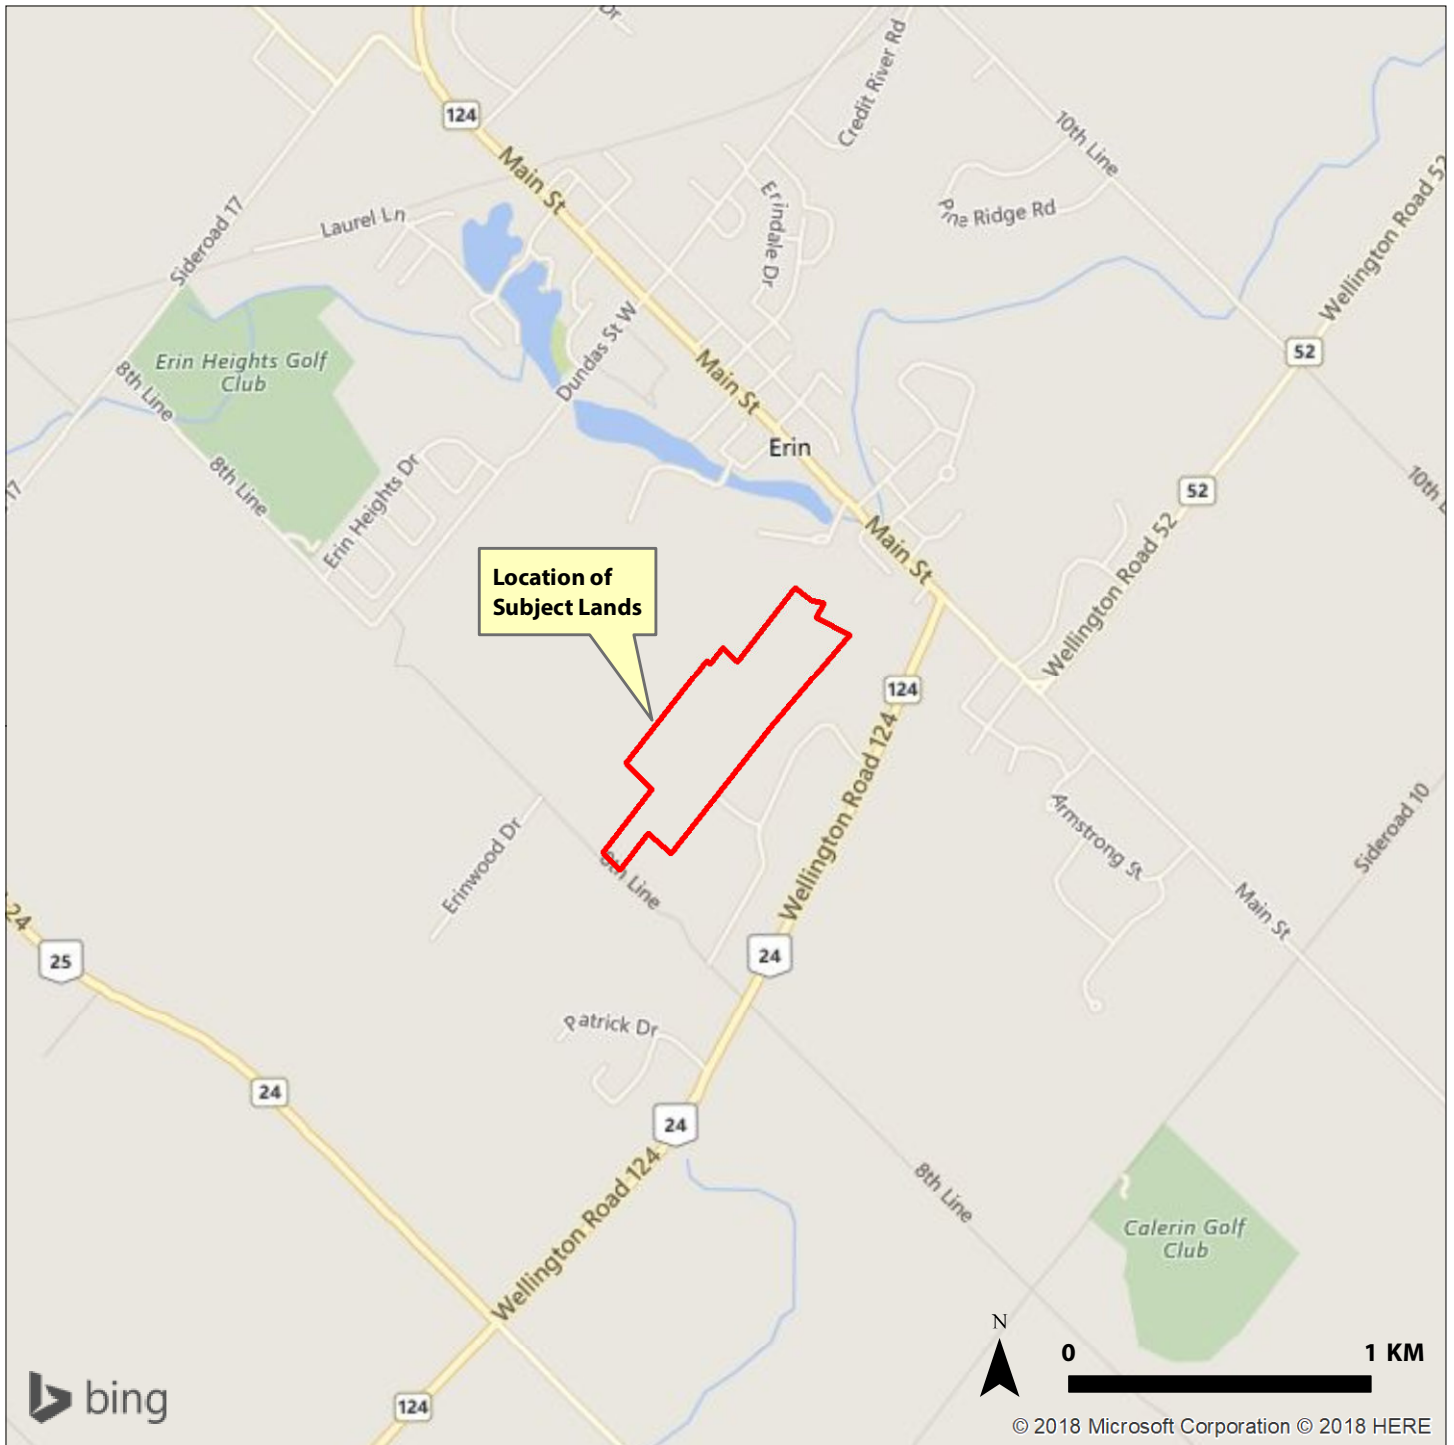 Dr
124
Main St
Credit River Rd
10th Line
Wellington Road 52
Sideroad 17
Laurel Ln
Erindale Dr
Pine Ridge Rd
52
Erin Heights Golf
Club
Dundas St W
Main St
8th Line
Erin
8th Line
Erin Heights Dr
52
10th L
17
Main St
Wellington Road 52
Location of
Subject Lands
124
Wellington Road 124
Armstrong St
Sideroad 10
Erinwood Dr
8th Line
Main St
24
25
24
Patrick Dr
24
24
Wellington Road 124
8th Line
Calerin Golf
Club
N
0 1 KM
124
bing
© 2018 Microsoft Corporation © 2018 HERE